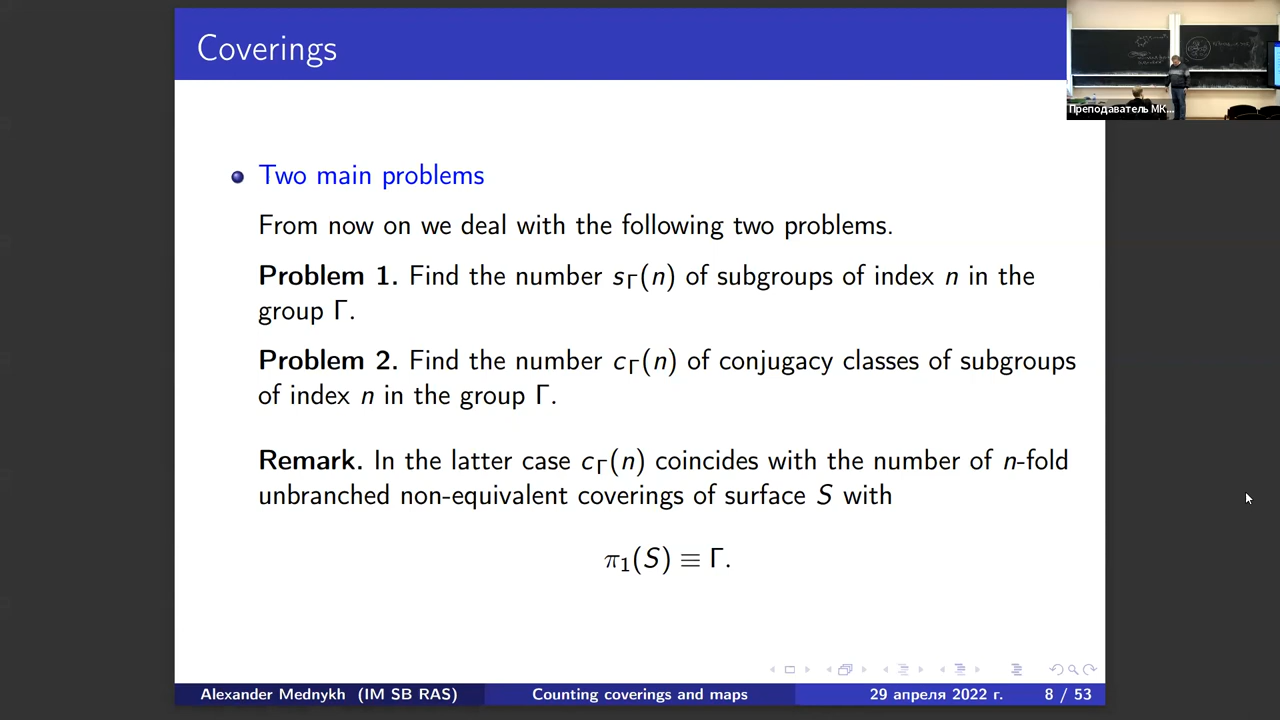 Coverings
Преподаватель МК...
Two main problems
From now on we deal with the following two problems.
Problem 1. Find the number s_Γ(n) of subgroups of index n in the
group Γ.
Problem 2. Find the number c_Γ(n) of conjugacy classes of subgroups
of index n in the group Γ.
Remark. In the latter case c_Γ(n) coincides with the number of n-fold
unbranched non-equivalent coverings of surface S with
π₁(S) ≡ Γ.
Alexander Mednykh (IM SB RAS) Counting coverings and maps 29 апреля 2022 г. 8 / 53